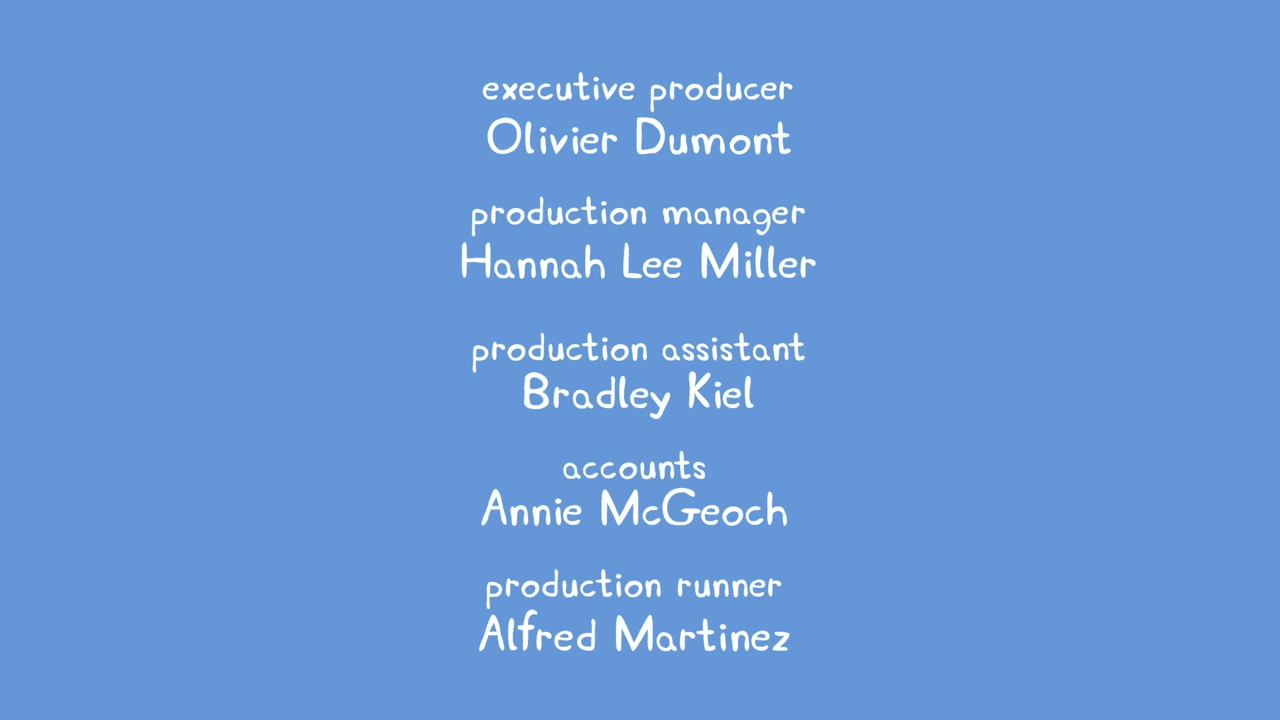 executive producer
Olivier Dumont
production manager
Hannah Lee Miller
production assistant
Bradley Kiel
accounts
Annie McGeoch
production runner
Alfred Martinez